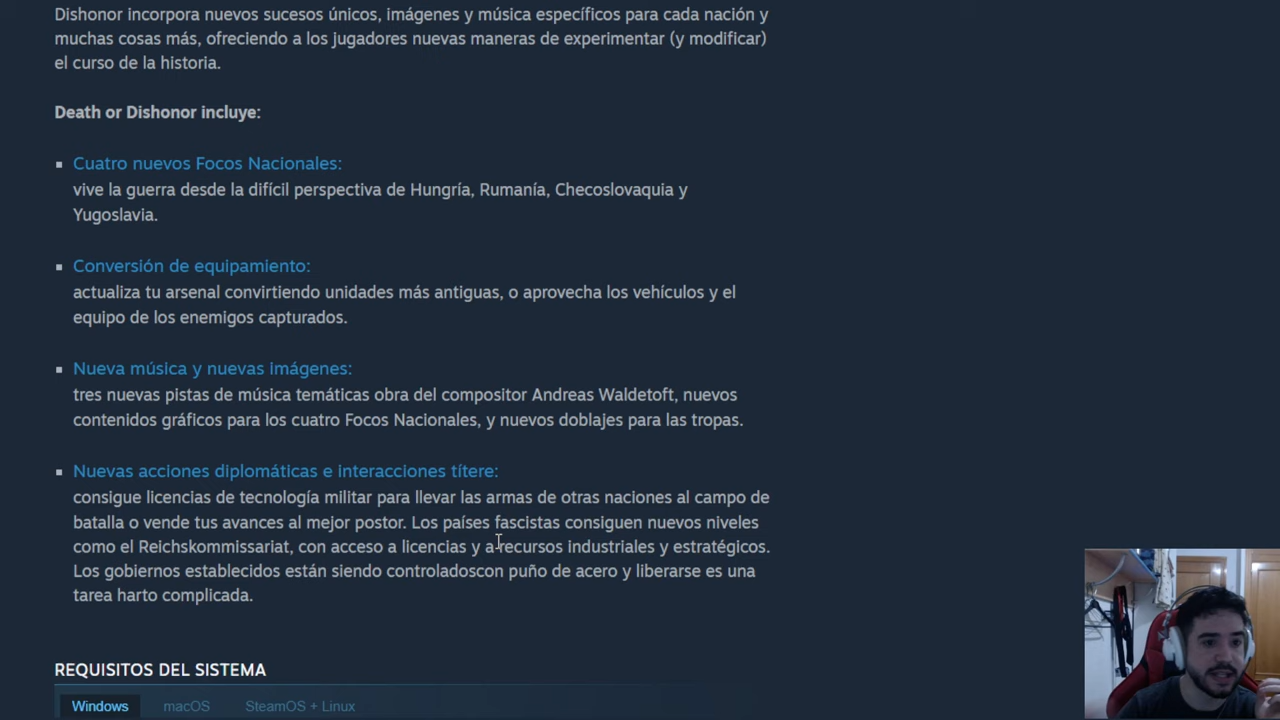 Dishonor incorpora nuevos sucesos únicos, imágenes y música específicos para cada nación y
muchas cosas más, ofreciendo a los jugadores nuevas maneras de experimentar (y modificar)
el curso de la historia.
Death or Dishonor incluye:
Cuatro nuevos Focos Nacionales:
vive la guerra desde la difícil perspectiva de Hungría, Rumanía, Checoslovaquia y
Yugoslavia.
Conversión de equipamiento:
actualiza tu arsenal convirtiendo unidades más antiguas, o aprovecha los vehículos y el
equipo de los enemigos capturados.
Nueva música y nuevas imágenes:
tres nuevas pistas de música temáticas obra del compositor Andreas Waldetoft, nuevos
contenidos gráficos para los cuatro Focos Nacionales, y nuevos doblajes para las tropas.
Nuevas acciones diplomáticas e interacciones títere:
consigue licencias de tecnología militar para llevar las armas de otras naciones al campo de
batalla o vende tus avances al mejor postor. Los países fascistas consiguen nuevos niveles
como el Reichskommissariat, con acceso a licencias y a recursos industriales y estratégicos.
Los gobiernos establecidos están siendo controladoscon puño de acero y liberarse es una
tarea harto complicada.
REQUISITOS DEL SISTEMA
Windows macOS SteamOS + Linux